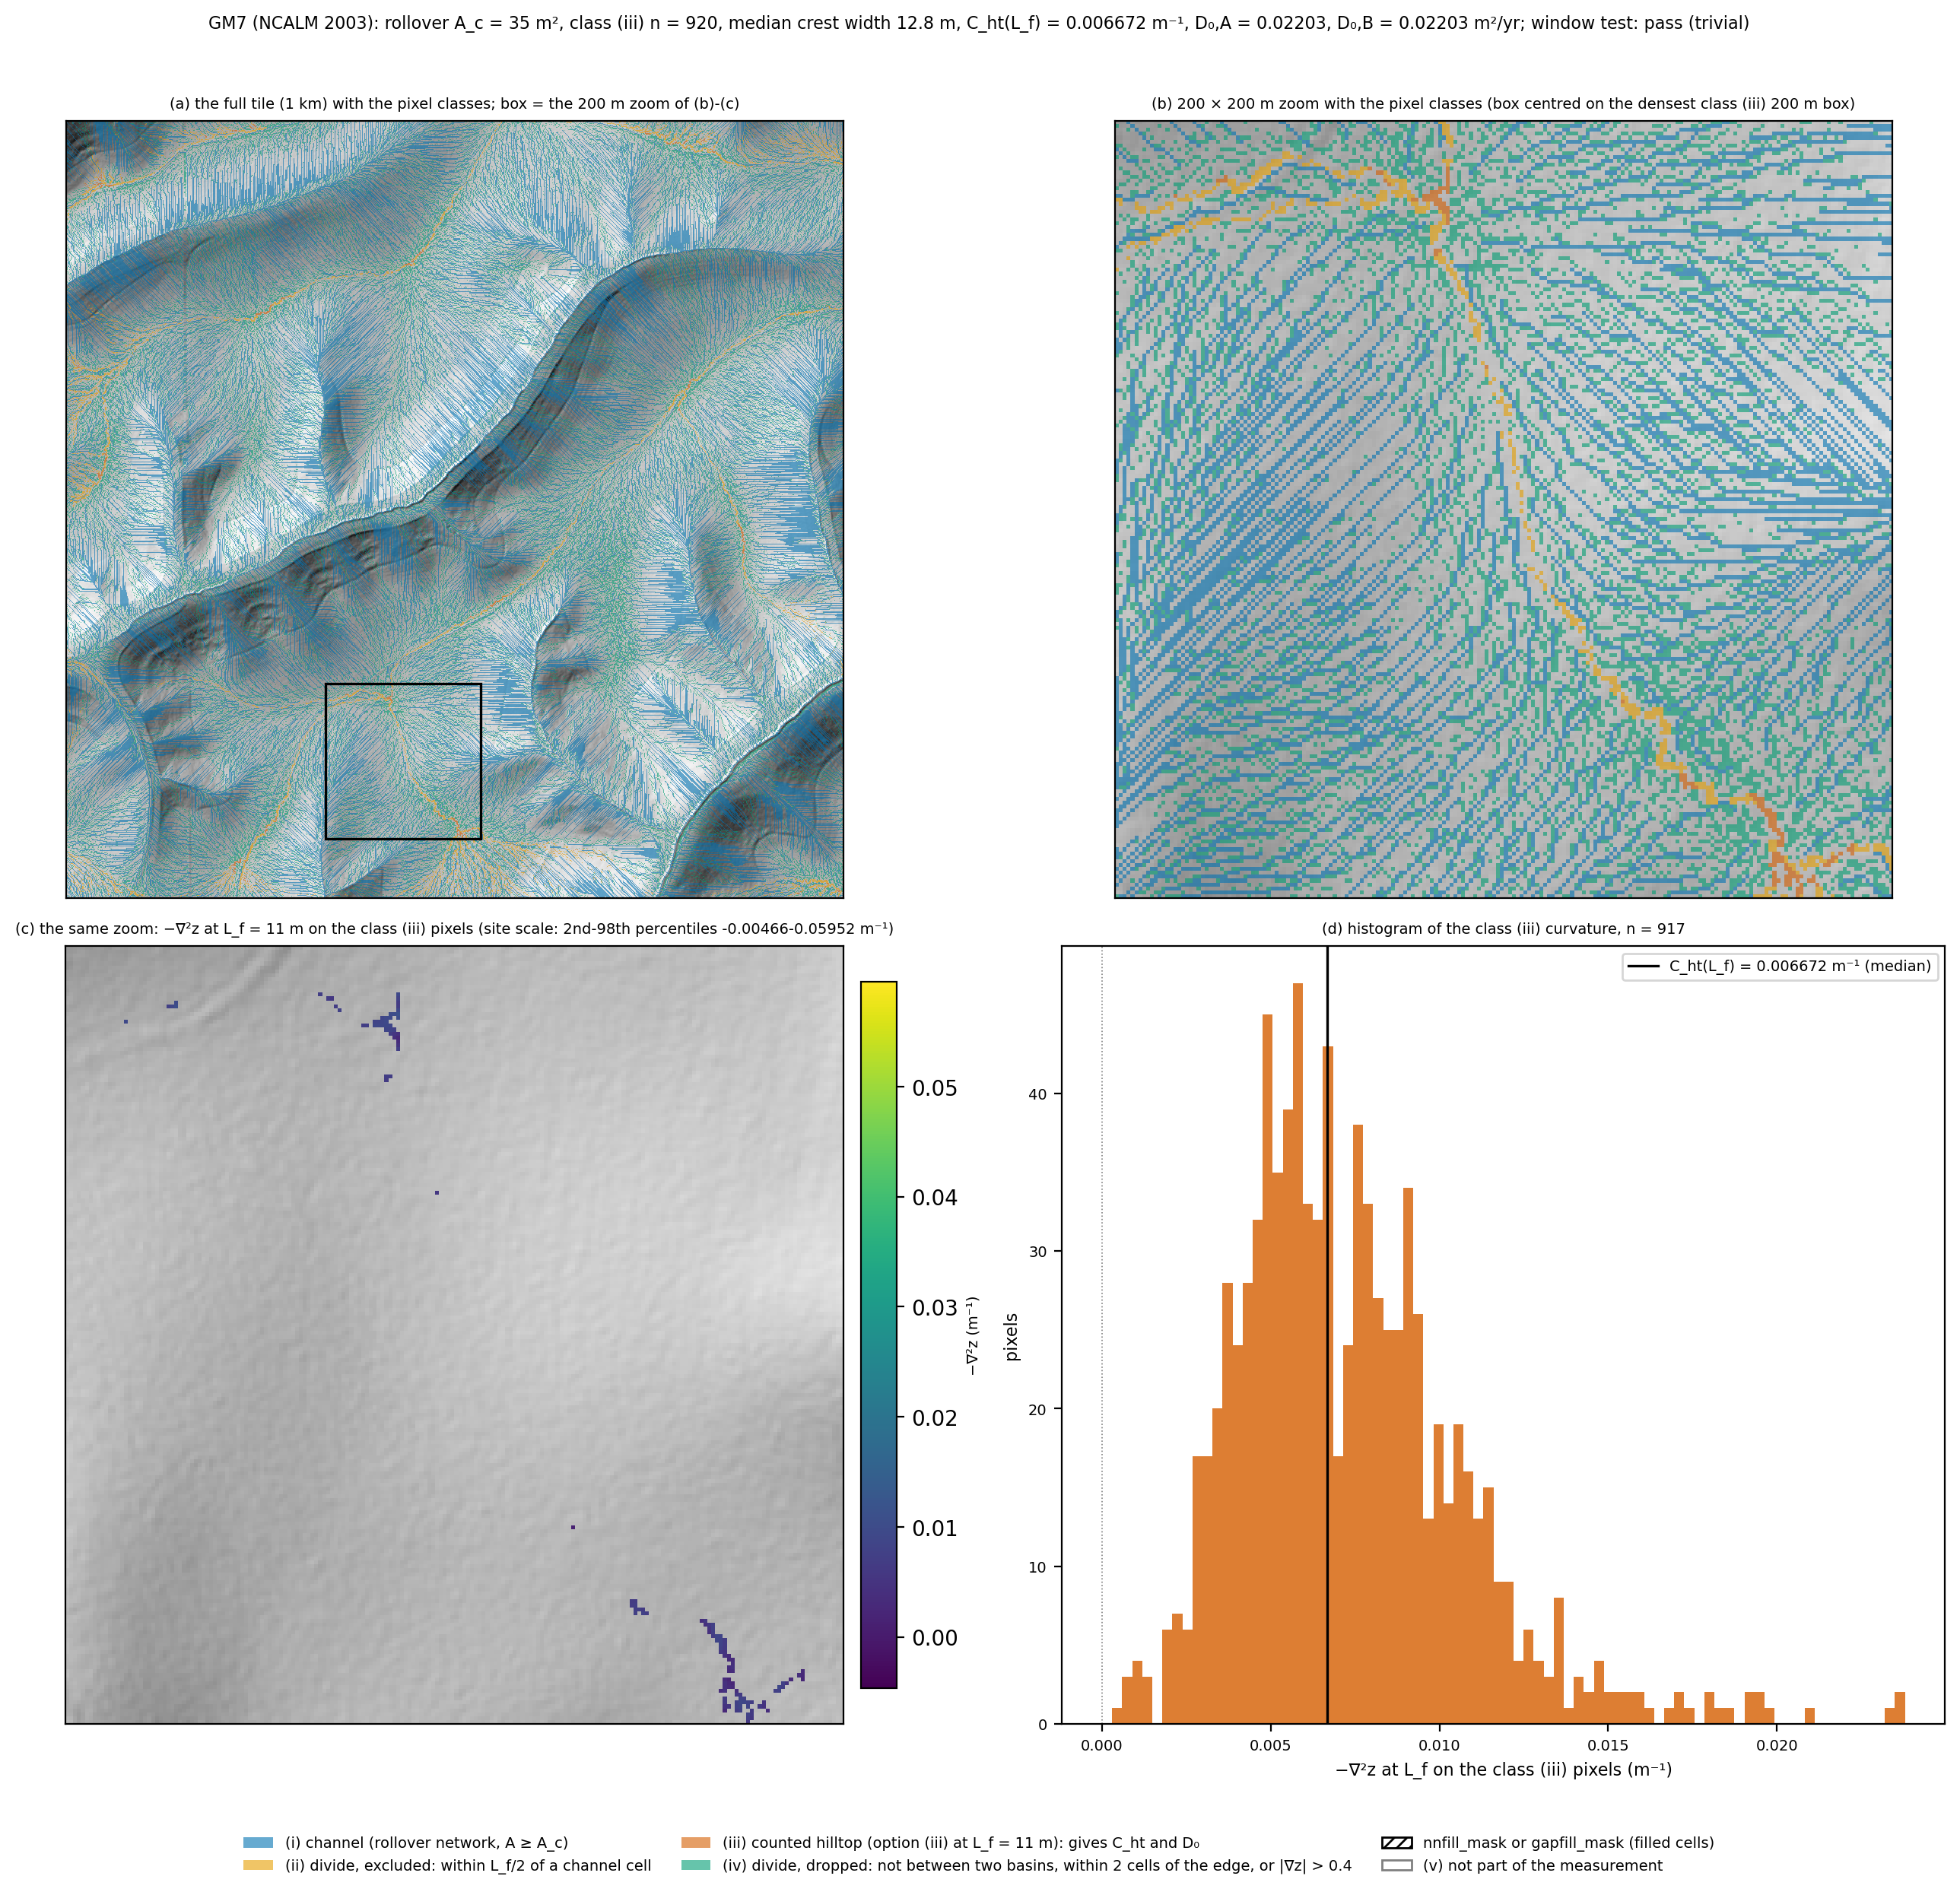 GM7 (NCALM 2003): rollover A_c = 35 m², class (iii) n = 920, median crest width 12.8 m, C_ht(L_f) = 0.006672 m⁻¹, D₀,A = 0.02203, D₀,B = 0.02203 m²/yr; window test: pass (trivial)
(a) the full tile (1 km) with the pixel classes; box = the 200 m zoom of (b)-(c)
(b) 200 × 200 m zoom with the pixel classes (box centred on the densest class (iii) 200 m box)
(c) the same zoom: −∇²z at L_f = 11 m on the class (iii) pixels (site scale: 2nd-98th percentiles -0.00466-0.05952 m⁻¹)
0.05
0.04
0.03
0.02
0.01
0.00
−∇²z (m⁻¹)
(d) histogram of the class (iii) curvature, n = 917
C_ht(L_f) = 0.006672 m⁻¹ (median)
40
30
20
10
0
pixels
0.000
0.005
0.010
0.015
0.020
−∇²z at L_f on the class (iii) pixels (m⁻¹)
(i) channel (rollover network, A ≥ A_c)
(ii) divide, excluded: within L_f/2 of a channel cell
(iii) counted hilltop (option (iii) at L_f = 11 m): gives C_ht and D₀
(iv) divide, dropped: not between two basins, within 2 cells of the edge, or |∇z| > 0.4
nnfill_mask or gapfill_mask (filled cells)
(v) not part of the measurement